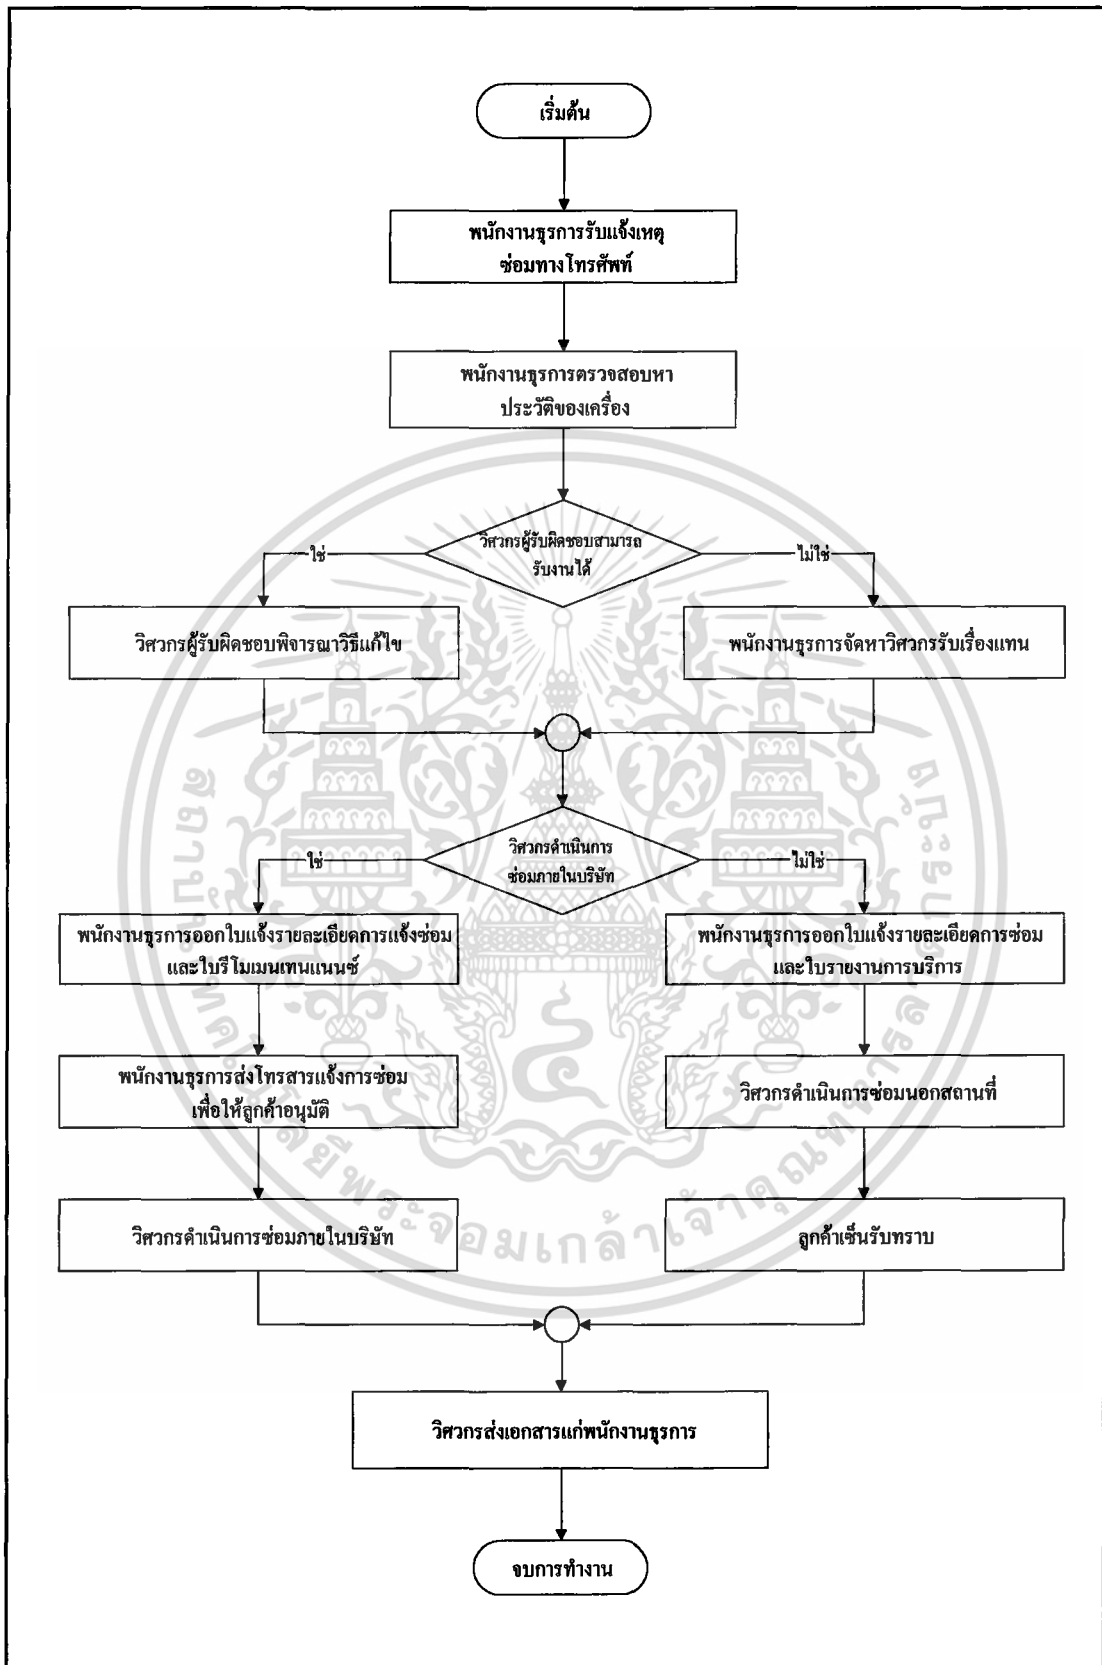 เริ่มต้น
พนักงานธุรการรับแจ้งเหตุ
ซ่อมทางโทรศัพท์
พนักงานธุรการตรวจสอบหา
ประวัติของเครื่อง
วิศวกรผู้รับผิดชอบสามารถ
รับงานได้
ใช่
ไม่ใช่
วิศวกรผู้รับผิดชอบพิจารณาวิธีแก้ไข
พนักงานธุรการจัดหาวิศวกรรับเรื่องแทน
วิศวกรดำเนินการ
ซ่อมภายในบริษัท
ใช่
ไม่ใช่
พนักงานธุรการออกใบแจ้งรายละเอียดการแจ้งซ่อม
และใบรีโมเมนเทนแนนซ์
พนักงานธุรการออกใบแจ้งรายละเอียดการซ่อม
และใบรายงานการบริการ
พนักงานธุรการส่งโทรสารแจ้งการซ่อม
เพื่อให้ลูกค้าอนุมัติ
วิศวกรดำเนินการซ่อมนอกสถานที่
วิศวกรดำเนินการซ่อมภายในบริษัท
ลูกค้าเซ็นรับทราบ
วิศวกรส่งเอกสารแก่พนักงานธุรการ
จบการทำงาน